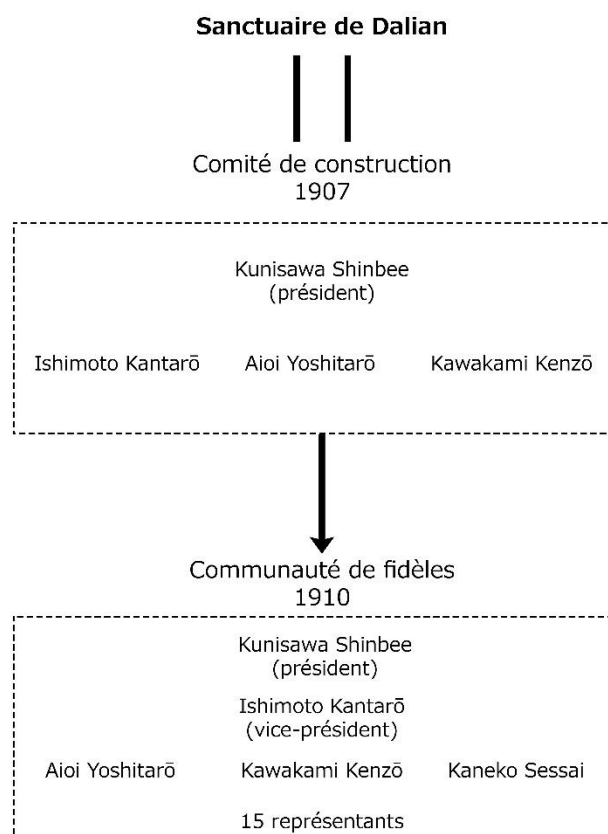 Sanctuaire de Dalian
Comité de construction
1907
Kunisawa Shinbee
(président)
Ishimoto Kantarō Aioi Yoshitarō Kawakami Kenzō
Communauté de fidèles
1910
Kunisawa Shinbee
(président)
Ishimoto Kantarō
(vice-président)
Aioi Yoshitarō Kawakami Kenzō Kaneko Sessai
15 représentants